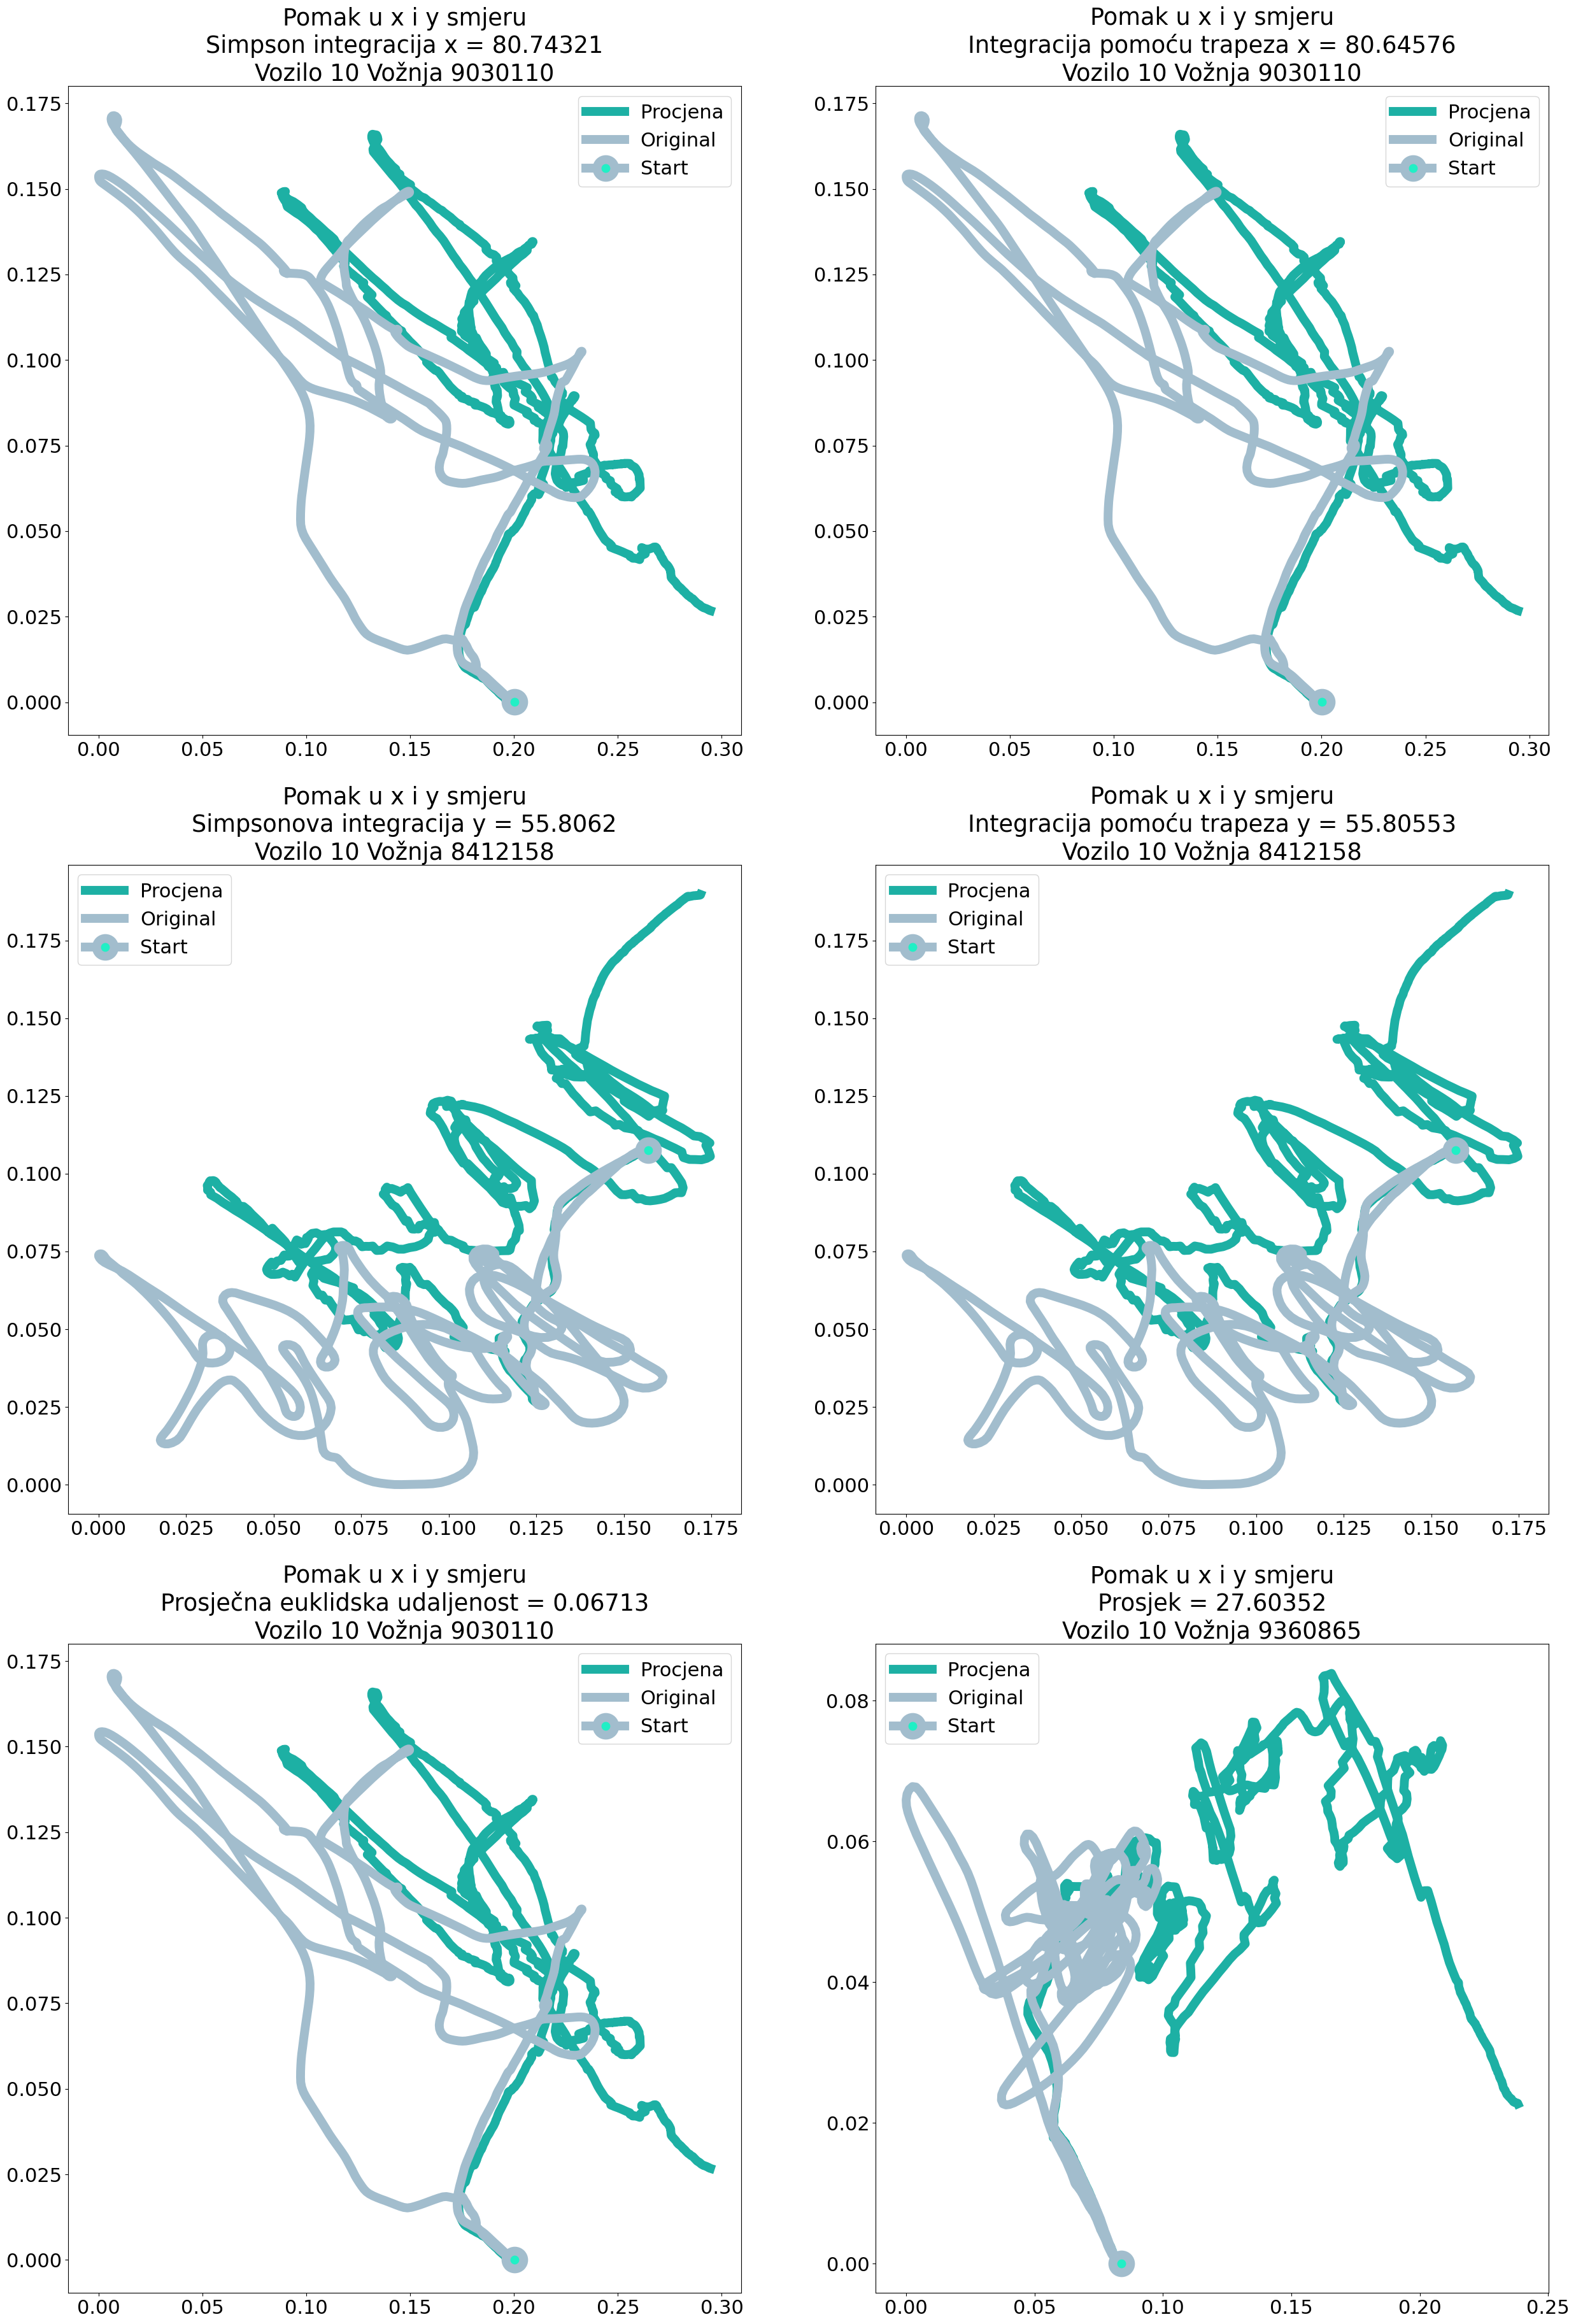 Pomak u x i y smjeru
Simpson integracija x = 80.74321
Vozilo 10 Vožnja 9030110
0.175
0.150
0.125
0.100
0.075
0.050
0.025
0.000
Procjena
Original
Start
0.00 0.05 0.10 0.15 0.20 0.25 0.30
Pomak u x i y smjeru
Integracija pomoću trapeza x = 80.64576
Vozilo 10 Vožnja 9030110
0.175
0.150
0.125
0.100
0.075
0.050
0.025
0.000
Procjena
Original
Start
0.00 0.05 0.10 0.15 0.20 0.25 0.30
Pomak u x i y smjeru
Simpsonova integracija y = 55.8062
Vozilo 10 Vožnja 8412158
Procjena
Original
Start
0.175
0.150
0.125
0.100
0.075
0.050
0.025
0.000
0.000 0.025 0.050 0.075 0.100 0.125 0.150 0.175
Pomak u x i y smjeru
Integracija pomoću trapeza y = 55.80553
Vozilo 10 Vožnja 8412158
Procjena
Original
Start
0.175
0.150
0.125
0.100
0.075
0.050
0.025
0.000
0.000 0.025 0.050 0.075 0.100 0.125 0.150 0.175
Pomak u x i y smjeru
Prosječna euklidska udaljenost = 0.06713
Vozilo 10 Vožnja 9030110
0.175
0.150
0.125
0.100
0.075
0.050
0.025
0.000
Procjena
Original
Start
0.00 0.05 0.10 0.15 0.20 0.25 0.30
Pomak u x i y smjeru
Prosjek = 27.60352
Vozilo 10 Vožnja 9360865
Procjena
Original
Start
0.08
0.06
0.04
0.02
0.00
0.00 0.05 0.10 0.15 0.20 0.25